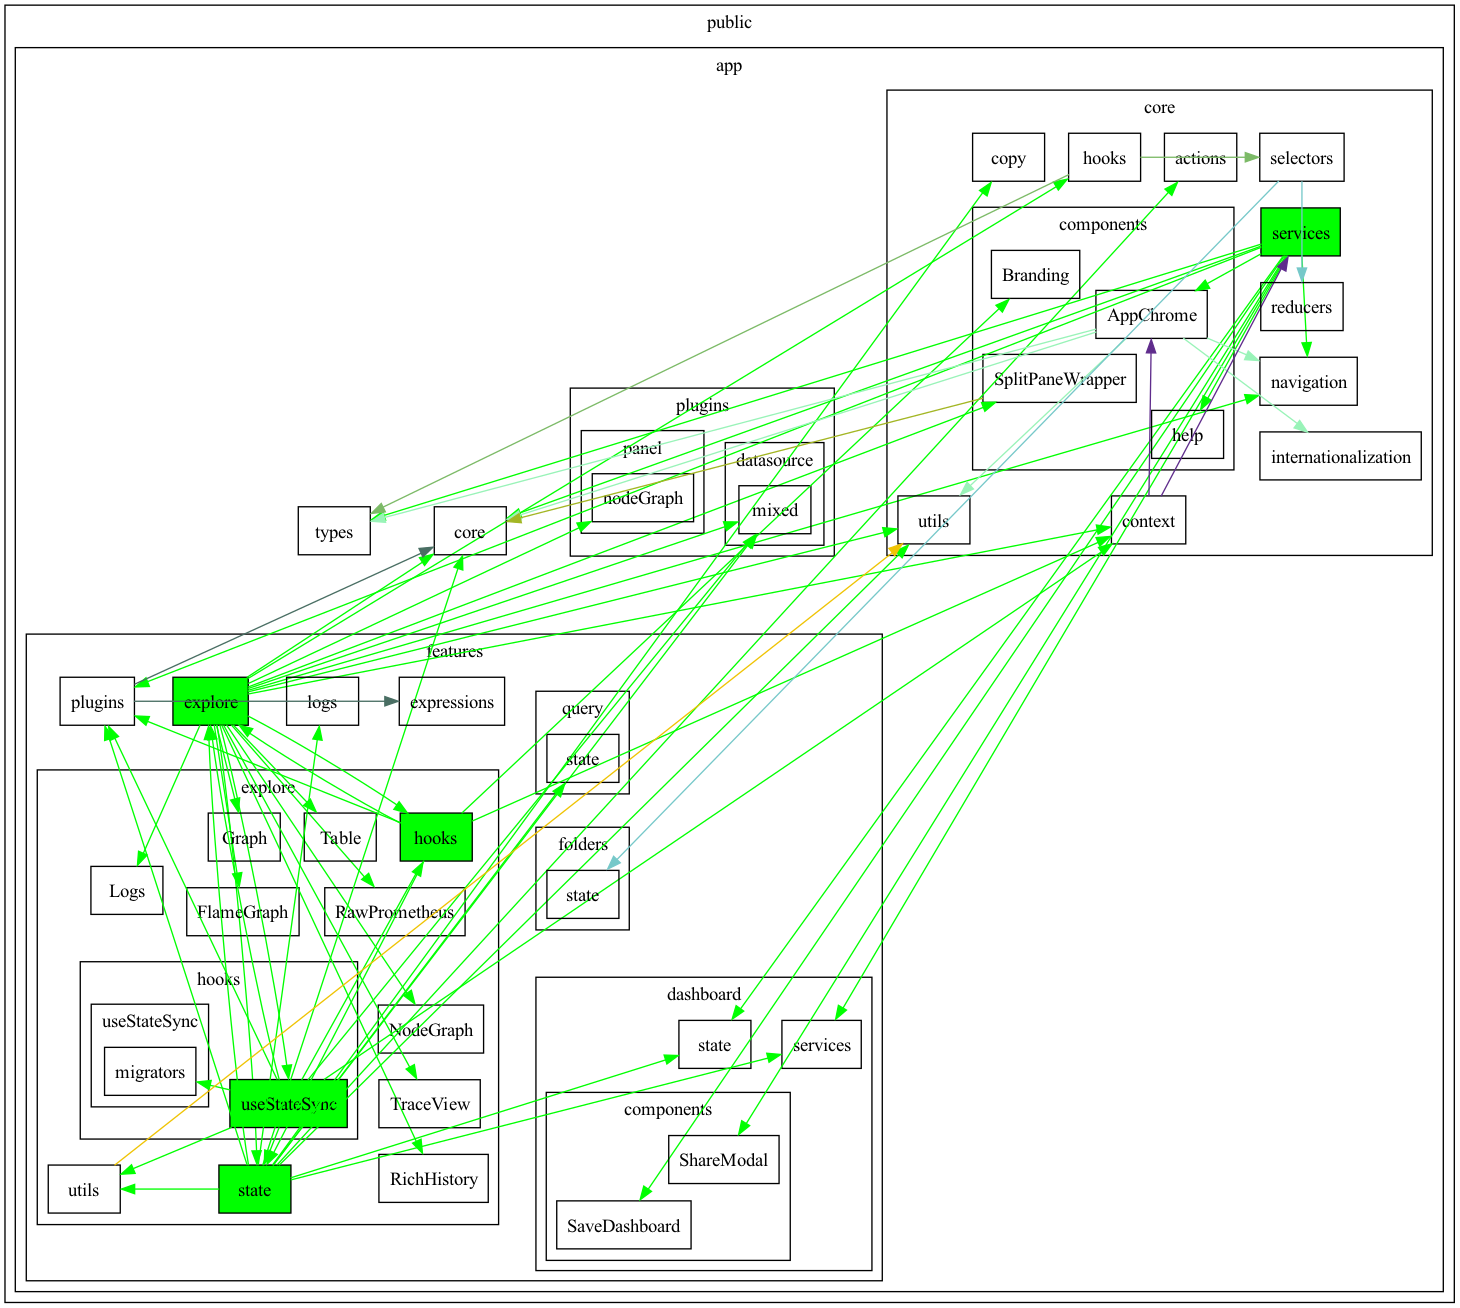 public
app
core
copy
hooks
actions
selectors
components
services
Branding
reducers
AppChrome
SplitPaneWrapper
navigation
plugins
help
panel
datasource
internationalization
nodeGraph
mixed
types
core
utils
context
features
plugins
explore
logs
expressions
query
state
explore
Graph
Table
hooks
folders
Logs
state
FlameGraph
RawPrometheus
hooks
dashboard
useStateSync
NodeGraph
state
services
migrators
useStateSync
TraceView
components
ShareModal
utils
state
RichHistory
SaveDashboard